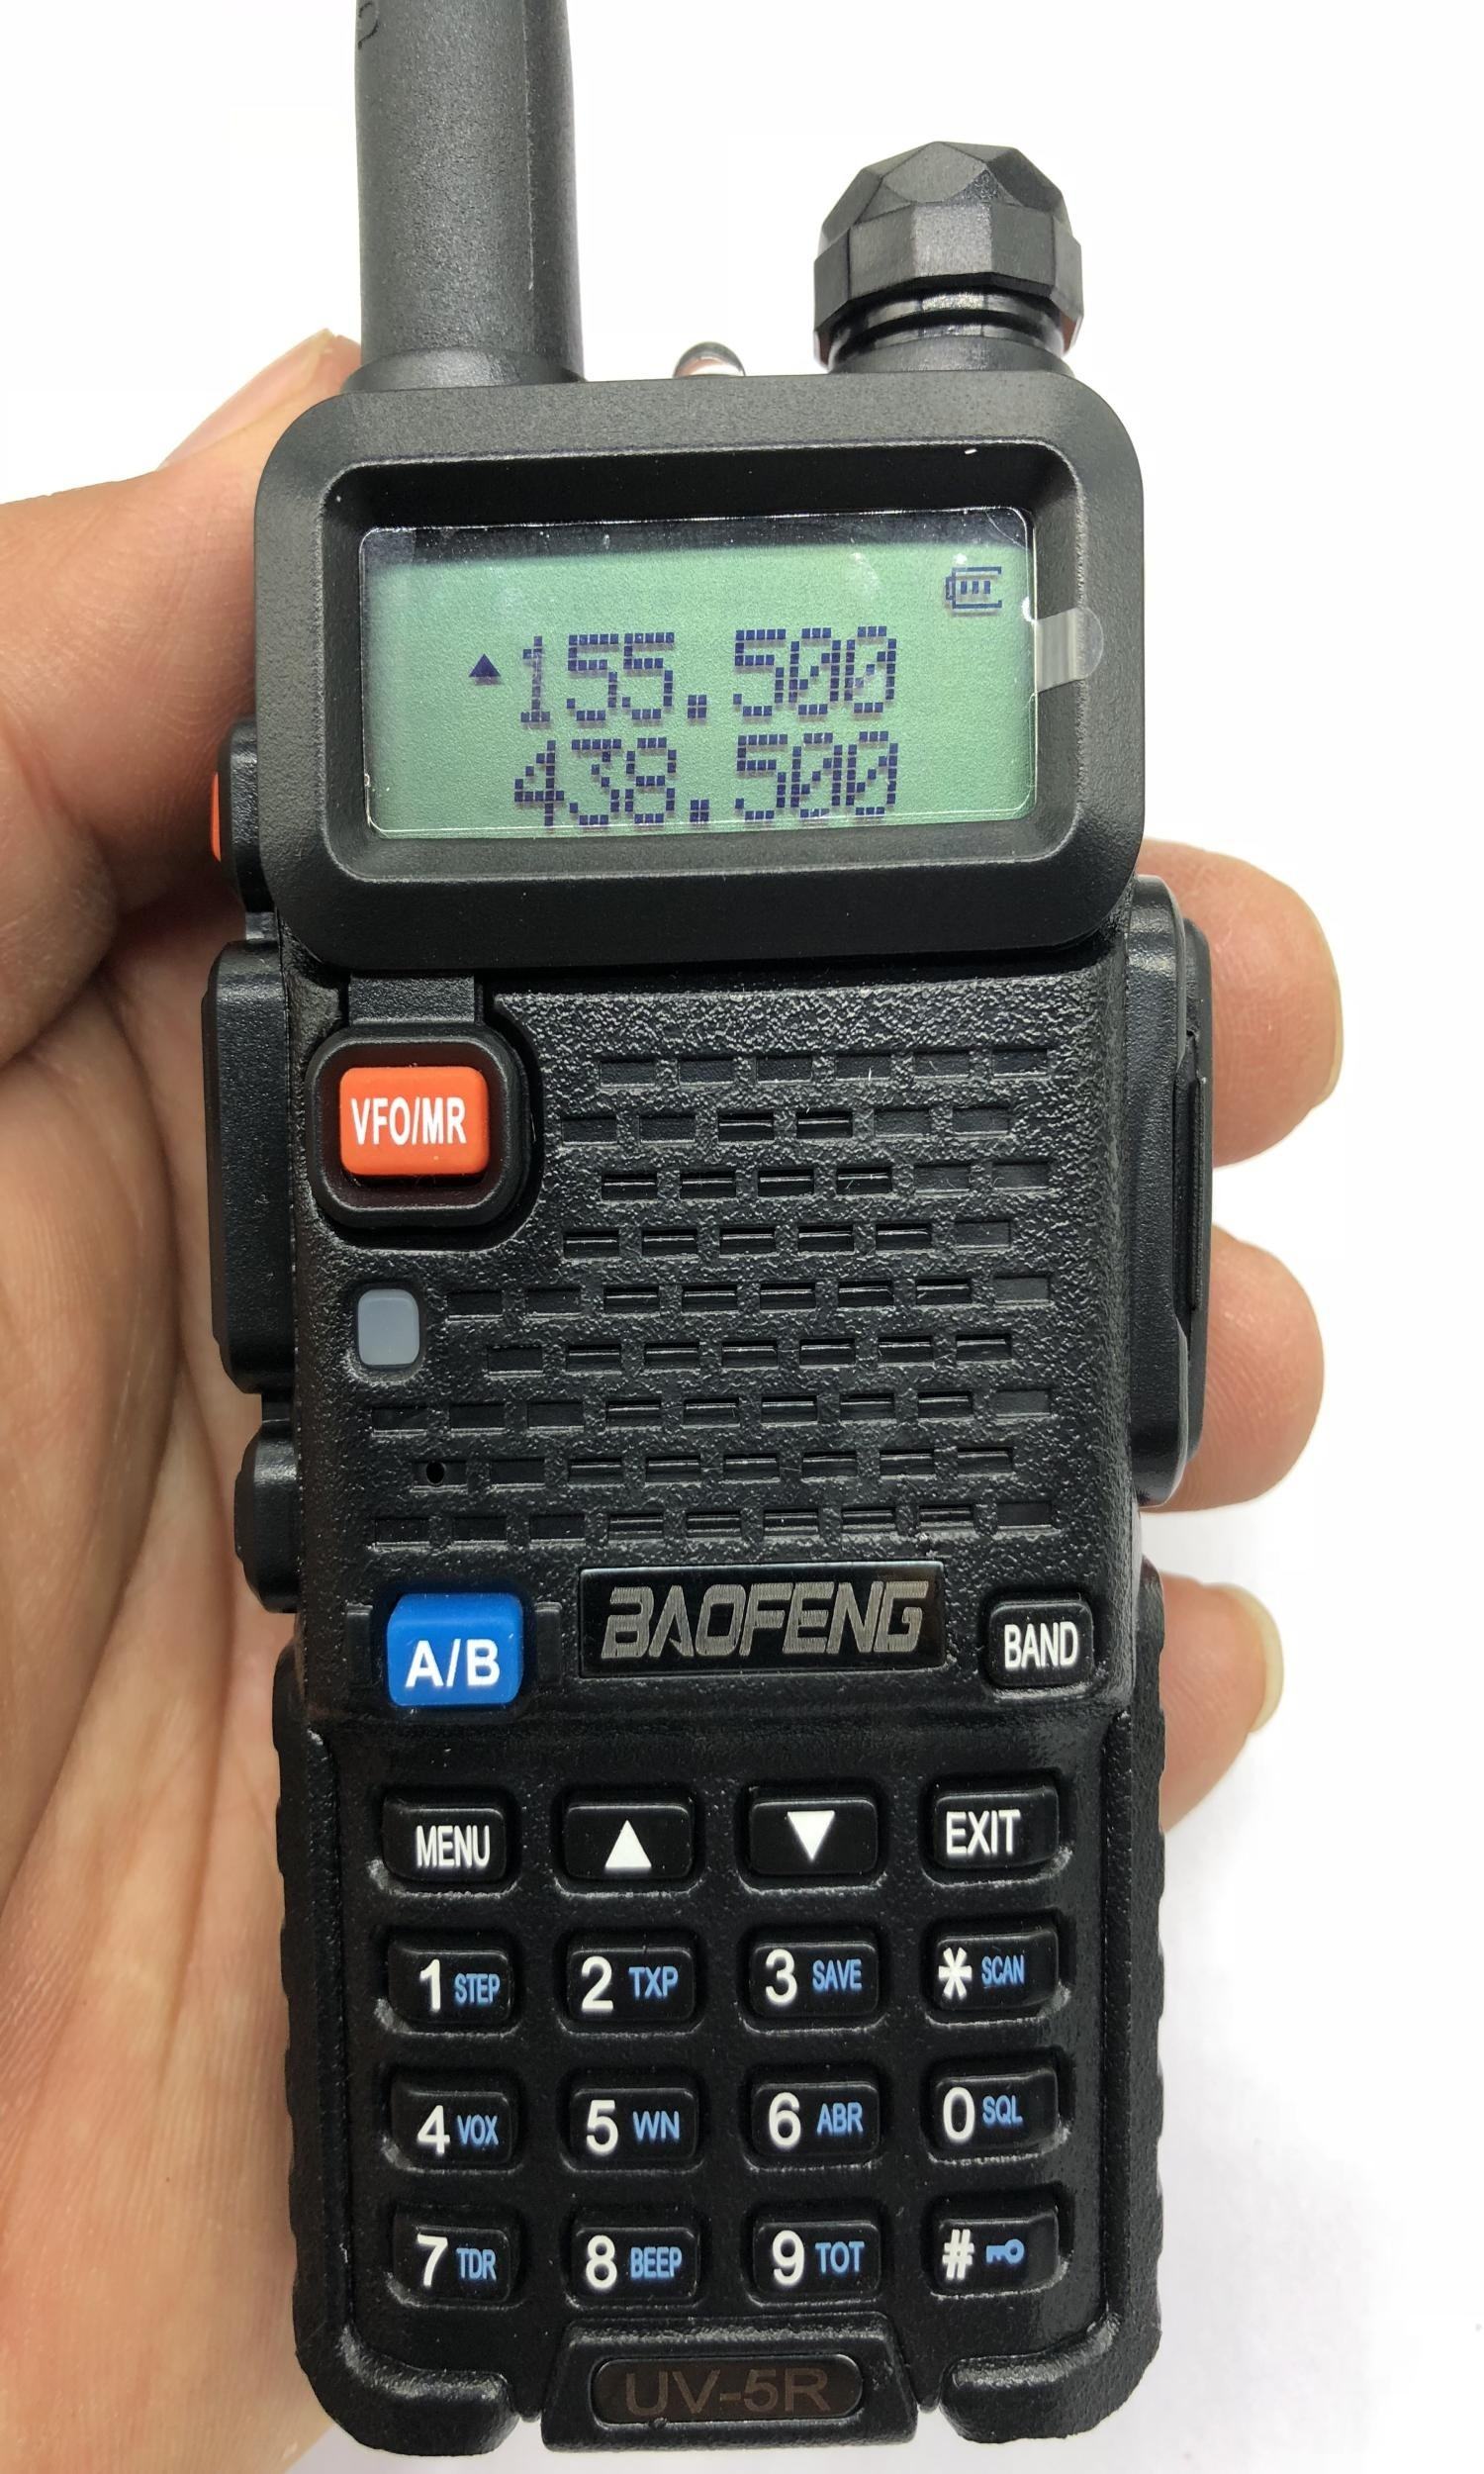 ▲155.500
438.500
VFO/MR
BAOFENG
A/B
BAND
MENU ▲ ▼ EXIT
1 STEP 2 TXP 3 SAVE * SCAN
4 VOX 5 WN 6 ABR 0 SQL
7 TDR 8 BEEP 9 TOT #
UV-5R